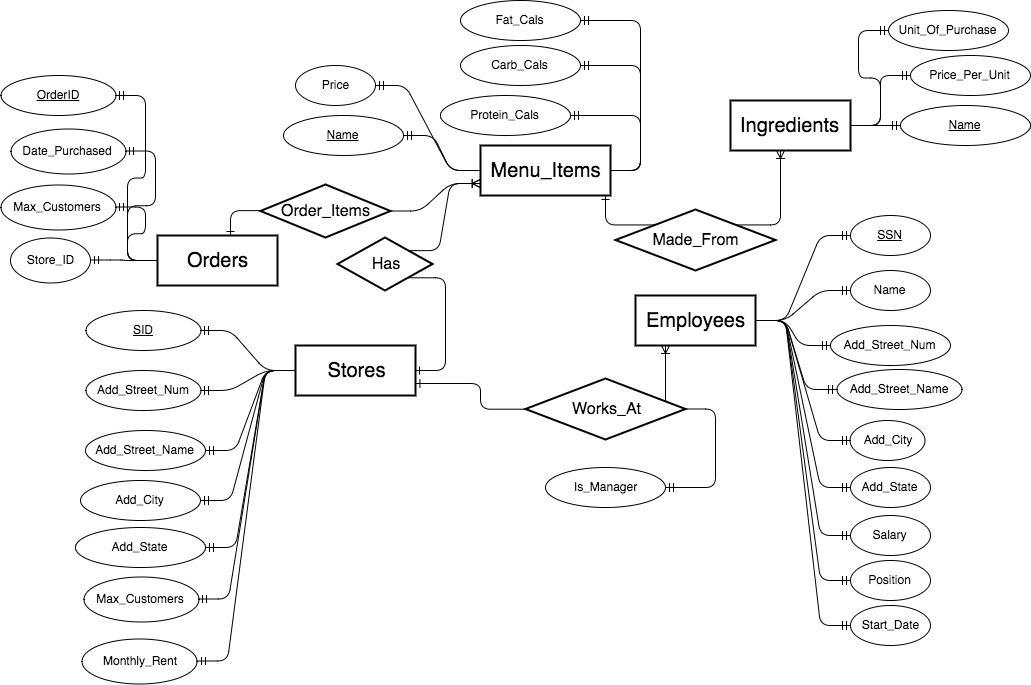 Fat_Cals
Carb_Cals
Protein_Cals
Price
Name
Menu_Items
Unit_Of_Purchase
Price_Per_Unit
Name
Ingredients
OrderID
Date_Purchased
Max_Customers
Store_ID
Orders
Order_Items
Has
Made_From
SID
Add_Street_Num
Add_Street_Name
Add_City
Add_State
Max_Customers
Monthly_Rent
Stores
Works_At
Is_Manager
Employees
SSN
Name
Add_Street_Num
Add_Street_Name
Add_City
Add_State
Salary
Position
Start_Date